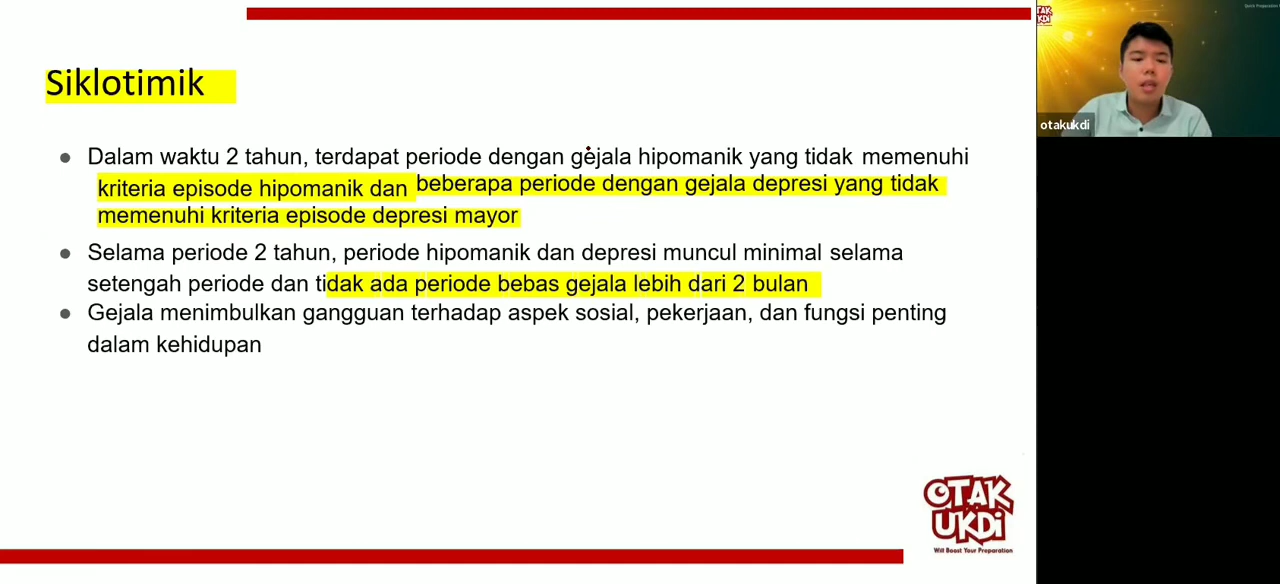 Siklotimik
Dalam waktu 2 tahun, terdapat periode dengan gejala hipomanik yang tidak memenuhi
kriteria episode hipomanik dan beberapa periode dengan gejala depresi yang tidak
memenuhi kriteria episode depresi mayor
Selama periode 2 tahun, periode hipomanik dan depresi muncul minimal selama
setengah periode dan tidak ada periode bebas gejala lebih dari 2 bulan
Gejala menimbulkan gangguan terhadap aspek sosial, pekerjaan, dan fungsi penting
dalam kehidupan
OTAK
UKDI
Will Boost Your Preparation
otakukdi